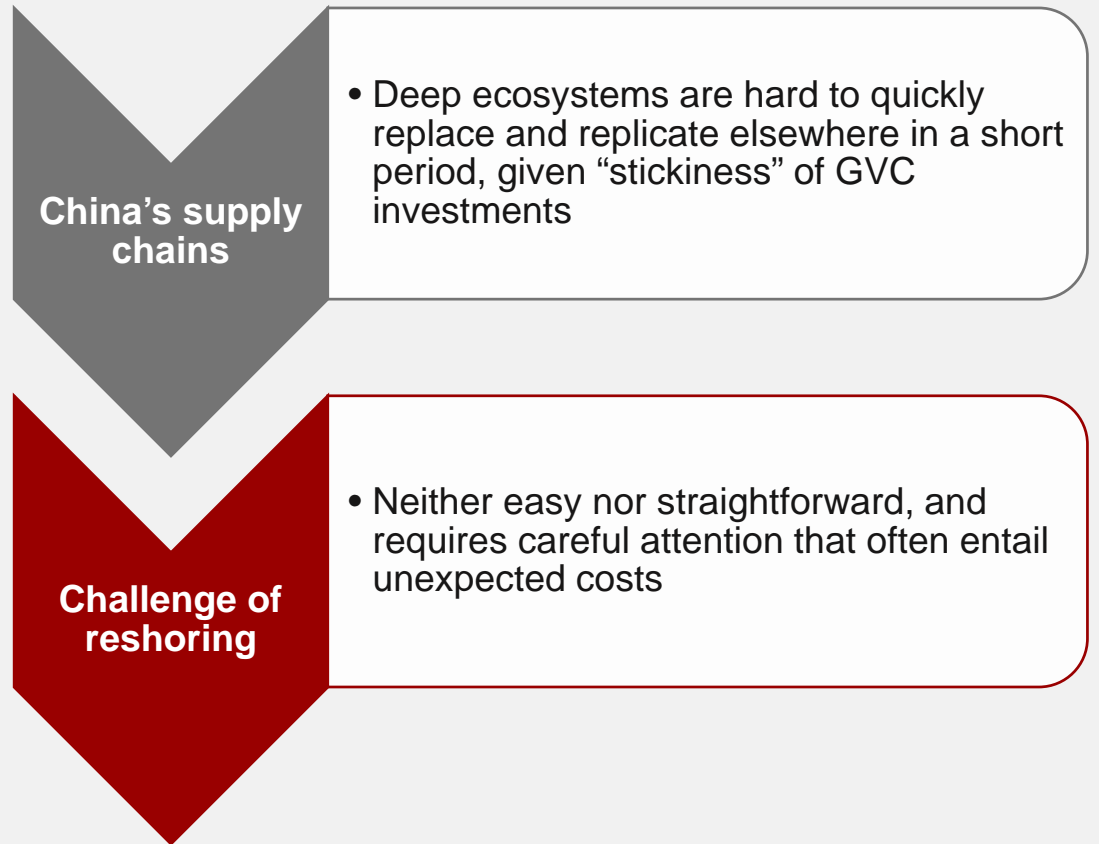 China’s supply
chains
• Deep ecosystems are hard to quickly
replace and replicate elsewhere in a short
period, given “stickiness” of GVC
investments
Challenge of
reshoring
• Neither easy nor straightforward, and
requires careful attention that often entail
unexpected costs